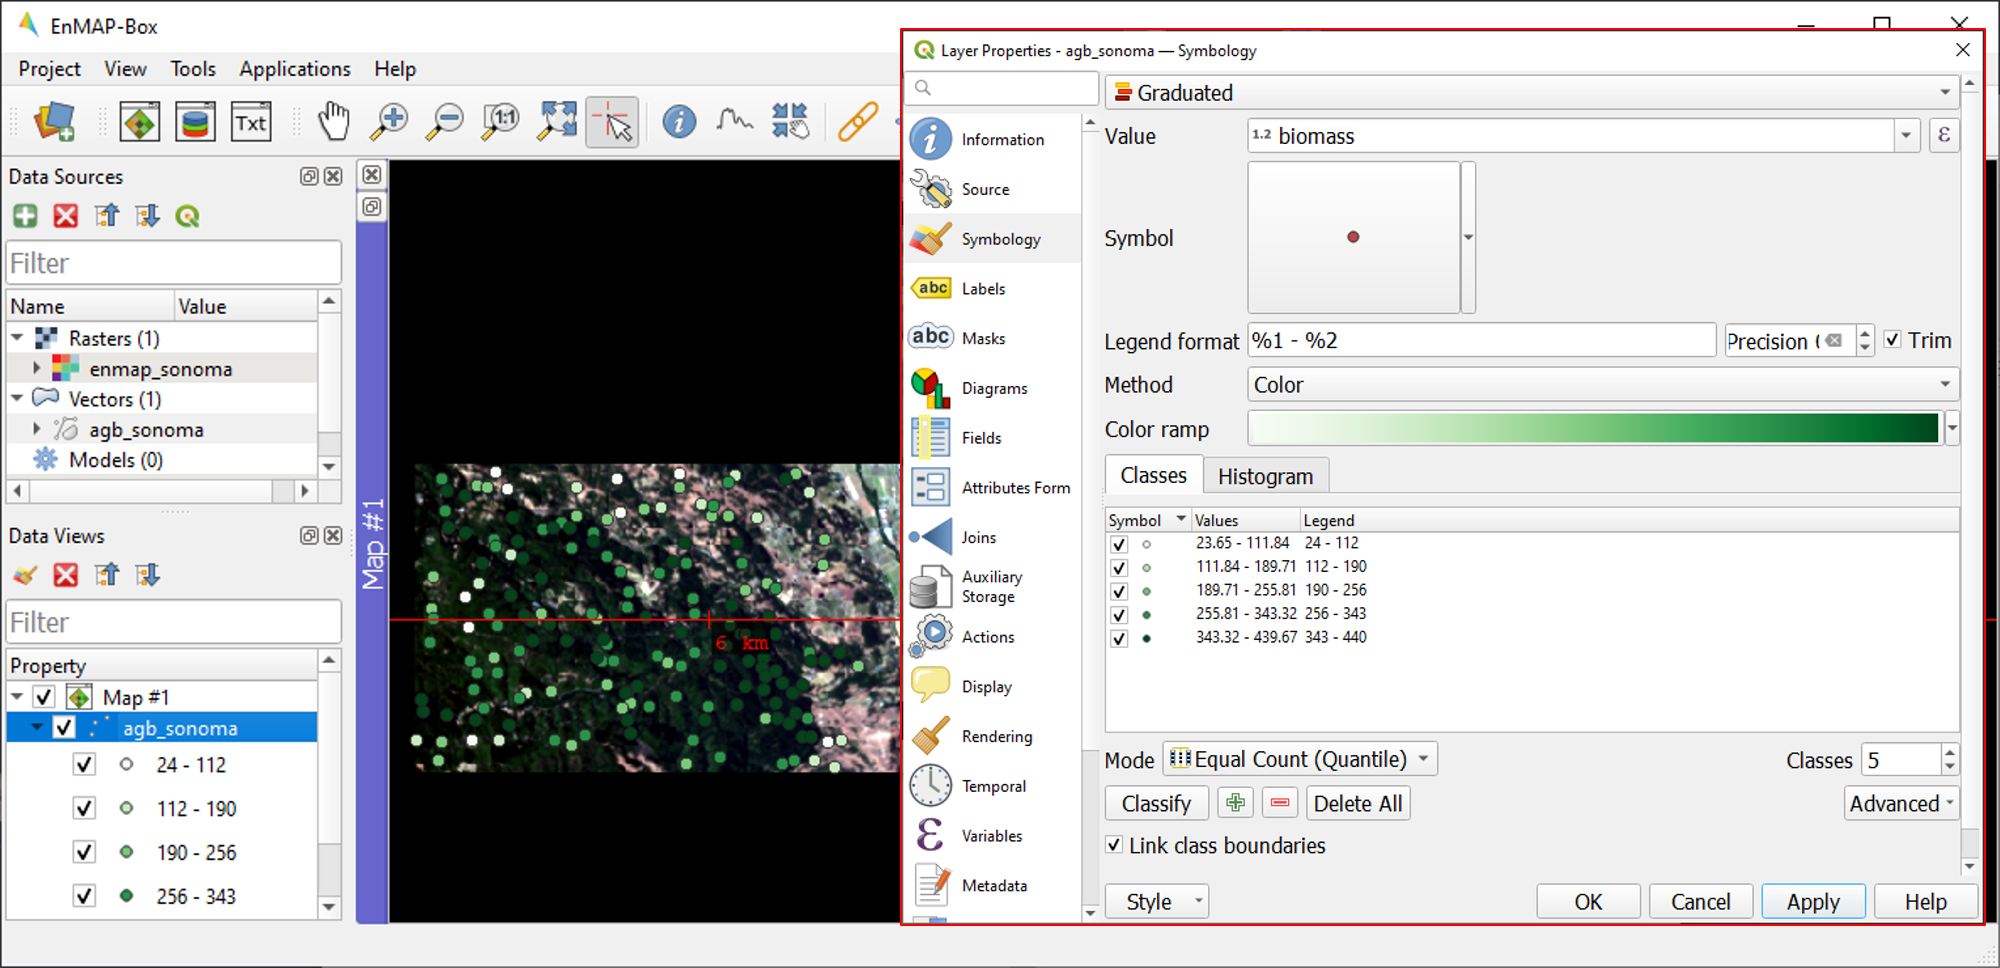 EnMAP-Box
Project View Tools Applications Help
1:1
Txt
Data Sources
Filter
Name Value
Rasters (1)
enmap_sonoma
Vectors (1)
agb_sonoma
Models (0)
Data Views
Filter
Property
Map #1
agb_sonoma
24 - 112
112 - 190
190 - 256
256 - 343
Map #1
6 km
Layer Properties - agb_sonoma — Symbology
Information
Source
Symbology
abc Labels
abc Masks
Diagrams
Fields
Attributes Form
Joins
Auxiliary
Storage
Actions
Display
Rendering
Temporal
Variables
Metadata
Graduated
Value 1.2 biomass ε
Symbol
Legend format %1 - %2 Precision Trim
Method Color
Color ramp
Classes Histogram
Symbol Values Legend
23.65 - 111.84 24 - 112
111.84 - 189.71 112 - 190
189.71 - 255.81 190 - 256
255.81 - 343.32 256 - 343
343.32 - 439.67 343 - 440
Mode Equal Count (Quantile) Classes 5
Classify Delete All Advanced
Link class boundaries
Style OK Cancel Apply Help